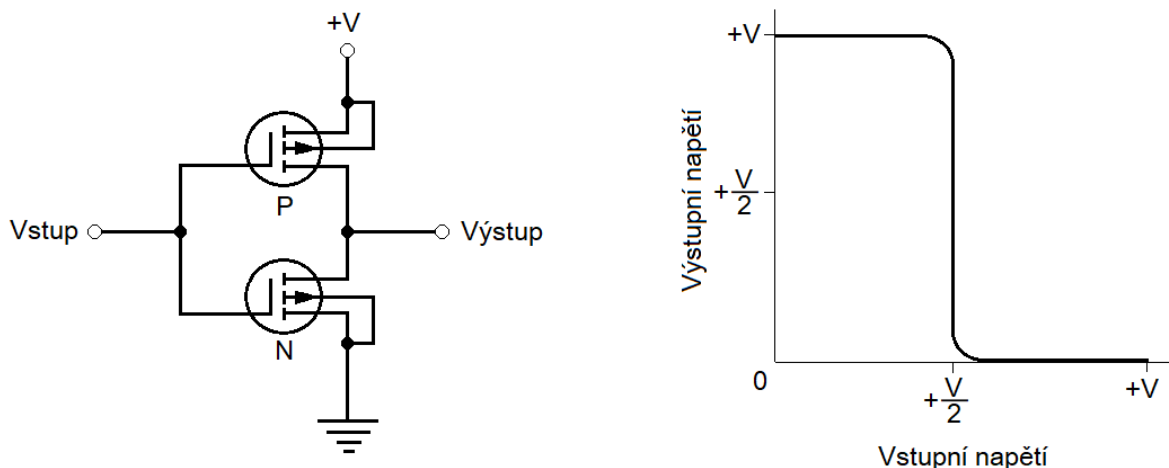 +V
P
Vstup
Výstup
N
+V
+V/2
Výstupní napětí
0
+V/2
+V
Vstupní napětí